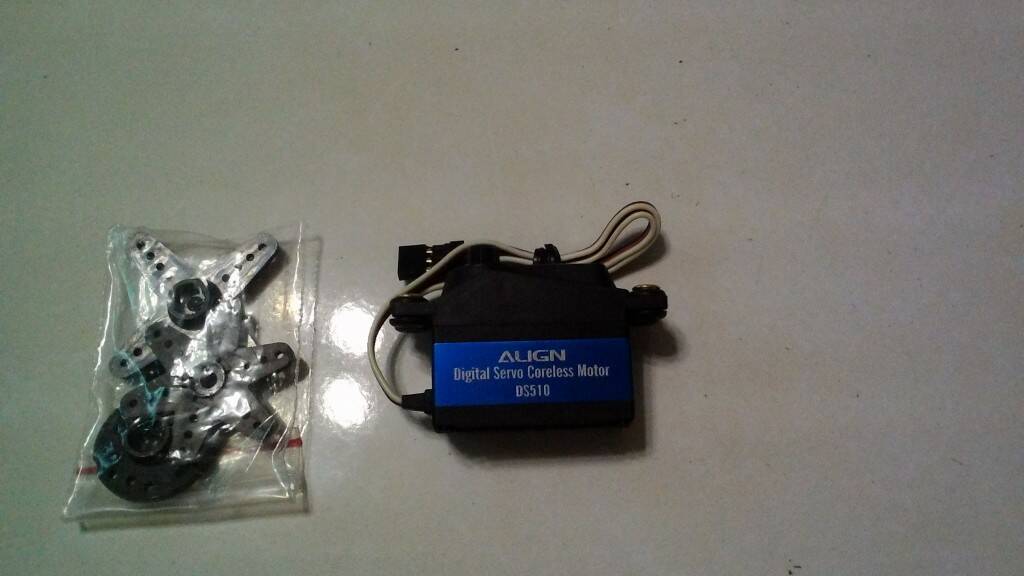 ALIGN
Digital Servo Coreless Motor
DS510